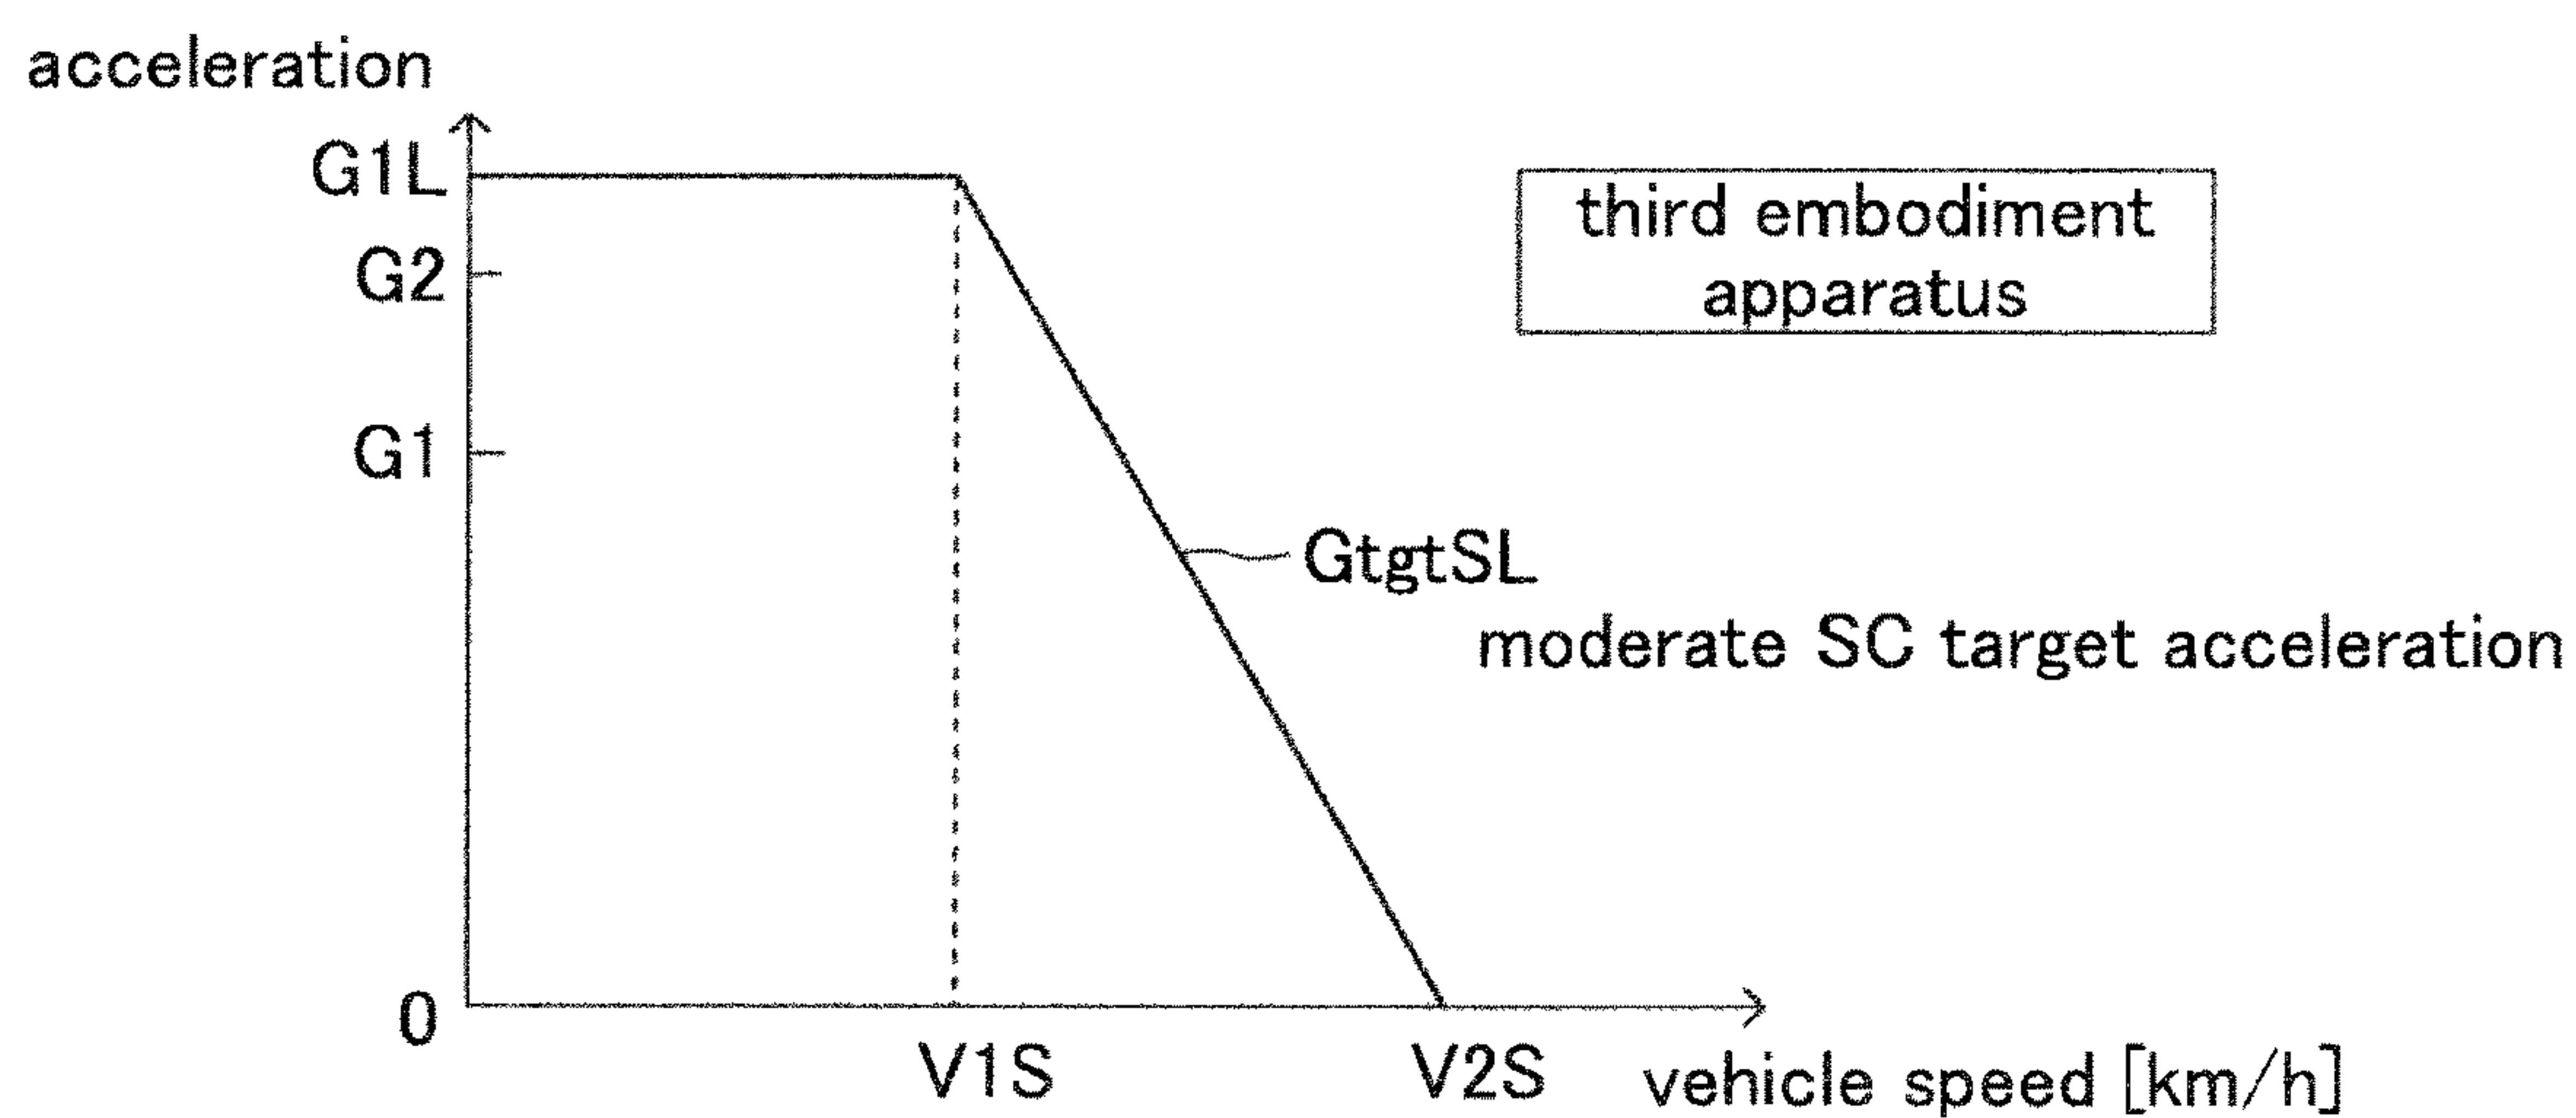 acceleration
G1L
third embodiment
apparatus
G2
G1
GtgtSL
moderate SC target acceleration
0
V1S
V2S
vehicle speed [km/h]